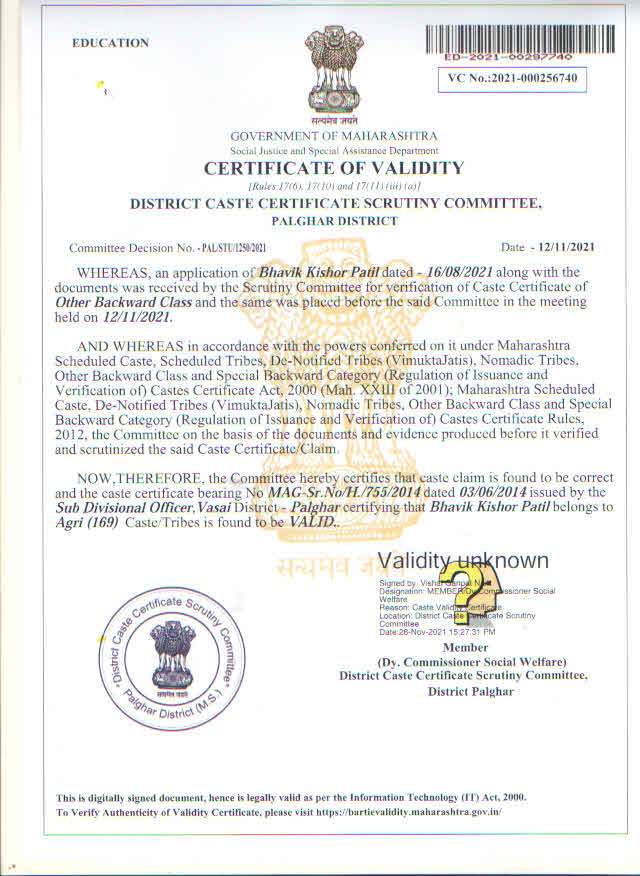 EDUCATION
ED-2021-00297740
VC No.:2021-000256740
सत्यमेव जयते
GOVERNMENT OF MAHARASHTRA
Social Justice and Special Assistance Department
CERTIFICATE OF VALIDITY
[Rules 17(6), 17(10) and 17(11) (iii) (a)]
DISTRICT CASTE CERTIFICATE SCRUTINY COMMITTEE,
PALGHAR DISTRICT
Committee Decision No. - PAL/STU/1250/2021 Date - 12/11/2021
WHEREAS, an application of Bhavik Kishor Patil dated - 16/08/2021 along with the
documents was received by the Scrutiny Committee for verification of Caste Certificate of
Other Backward Class and the same was placed before the said Committee in the meeting
held on 12/11/2021.
AND WHEREAS in accordance with the powers conferred on it under Maharashtra
Scheduled Caste, Scheduled Tribes, De-Notified Tribes (VimuktaJatis), Nomadic Tribes,
Other Backward Class and Special Backward Category (Regulation of Issuance and
Verification of) Castes Certificate Act, 2000 (Mah. XXIII of 2001); Maharashtra Scheduled
Caste, De-Notified Tribes (VimuktaJatis), Nomadic Tribes, Other Backward Class and Special
Backward Category (Regulation of Issuance and Verification of) Castes Certificate Rules,
2012, the Committee on the basis of the documents and evidence produced before it verified
and scrutinized the said Caste Certificate/Claim.
NOW,THEREFORE, the Committee hereby certifies that caste claim is found to be correct
and the caste certificate bearing No MAG-Sr.No/H./755/2014 dated 03/06/2014 issued by the
Sub Divisional Officer, Vasai District - Palghar certifying that Bhavik Kishor Patil belongs to
Agri (169) Caste/Tribes is found to be VALID..
सत्यमेव जयते
Validity unknown
Signed by: Vishal Ganpat
Designation: MEMBER Commissioner Social
Welfare
Reason: Caste Validity Certificate
Location: District Caste Certificate Scrutiny
Committee
Date:26-Nov-2021 15:27:31 PM
Member
(Dy. Commissioner Social Welfare)
District Caste Certificate Scrutiny Committee,
District Palghar
"District Caste Certificate Scrutiny Committee"
सत्यमेव जयते
Palghar District (M.S.)
This is digitally signed document, hence is legally valid as per the Information Technology (IT) Act, 2000.
To Verify Authenticity of Validity Certificate, please visit https://bartievalidity.maharashtra.gov.in/